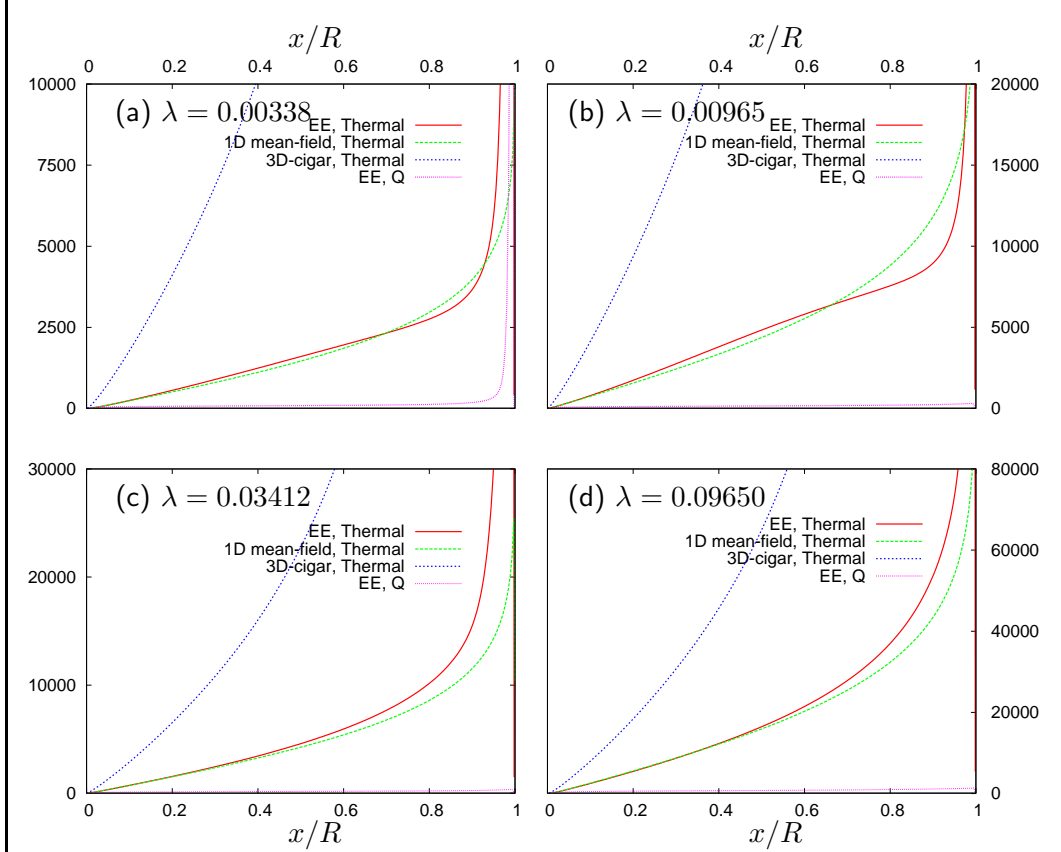 x/R x/R
0 0.2 0.4 0.6 0.8 1 0 0.2 0.4 0.6 0.8 1
10000 (a) λ = 0.00338 (b) λ = 0.00965 20000
EE, Thermal EE, Thermal
1D mean-field, Thermal 1D mean-field, Thermal
3D-cigar, Thermal 3D-cigar, Thermal
EE, Q EE, Q
7500 15000
5000 10000
2500 5000
0 0
30000 (c) λ = 0.03412 (d) λ = 0.09650 80000
EE, Thermal EE, Thermal
1D mean-field, Thermal 1D mean-field, Thermal
3D-cigar, Thermal 3D-cigar, Thermal
EE, Q EE, Q
20000 60000
10000 40000
20000
0 0
0 0.2 0.4 0.6 0.8 1 0 0.2 0.4 0.6 0.8 1
x/R x/R